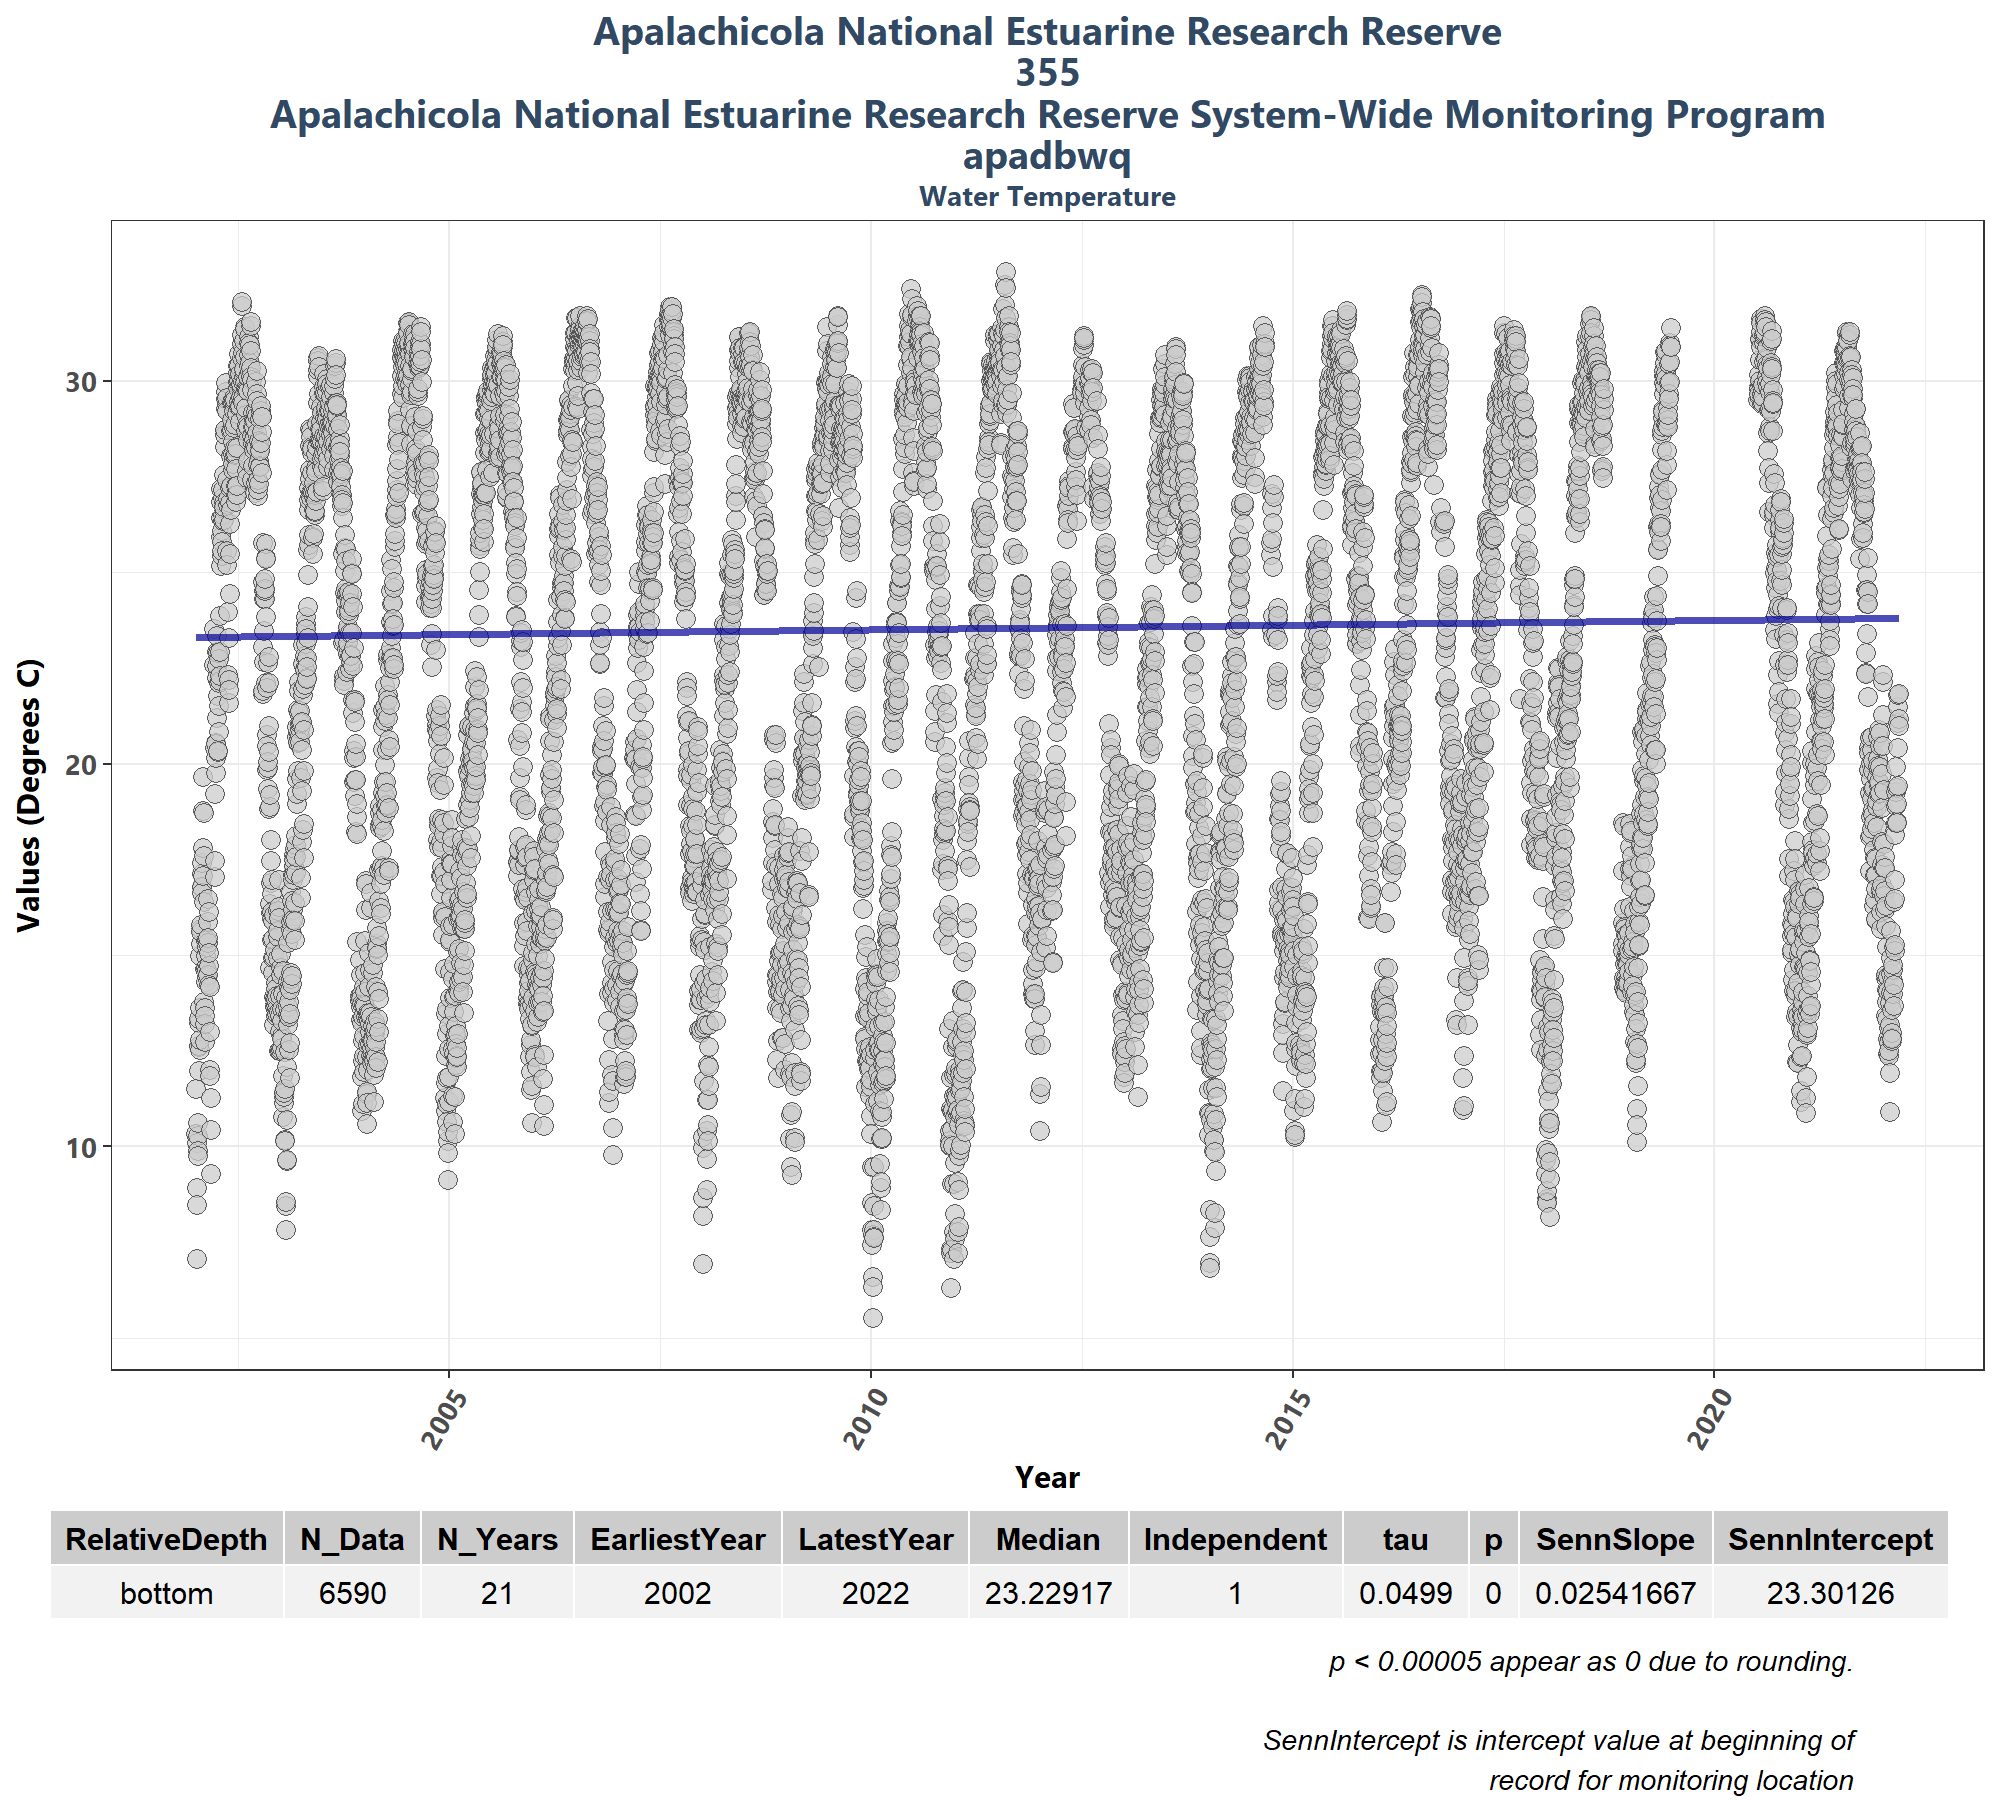 Apalachicola National Estuarine Research Reserve
355
Apalachicola National Estuarine Research Reserve System-Wide Monitoring Program
apadbwq
Water Temperature
Values (Degrees C)
30
20
10
2005
2010
2015
2020
Year
RelativeDepth N_Data N_Years EarliestYear LatestYear Median Independent tau p SennSlope SennIntercept
bottom 6590 21 2002 2022 23.22917 1 0.0499 0 0.02541667 23.30126
p < 0.00005 appear as 0 due to rounding.
SennIntercept is intercept value at beginning of
record for monitoring location